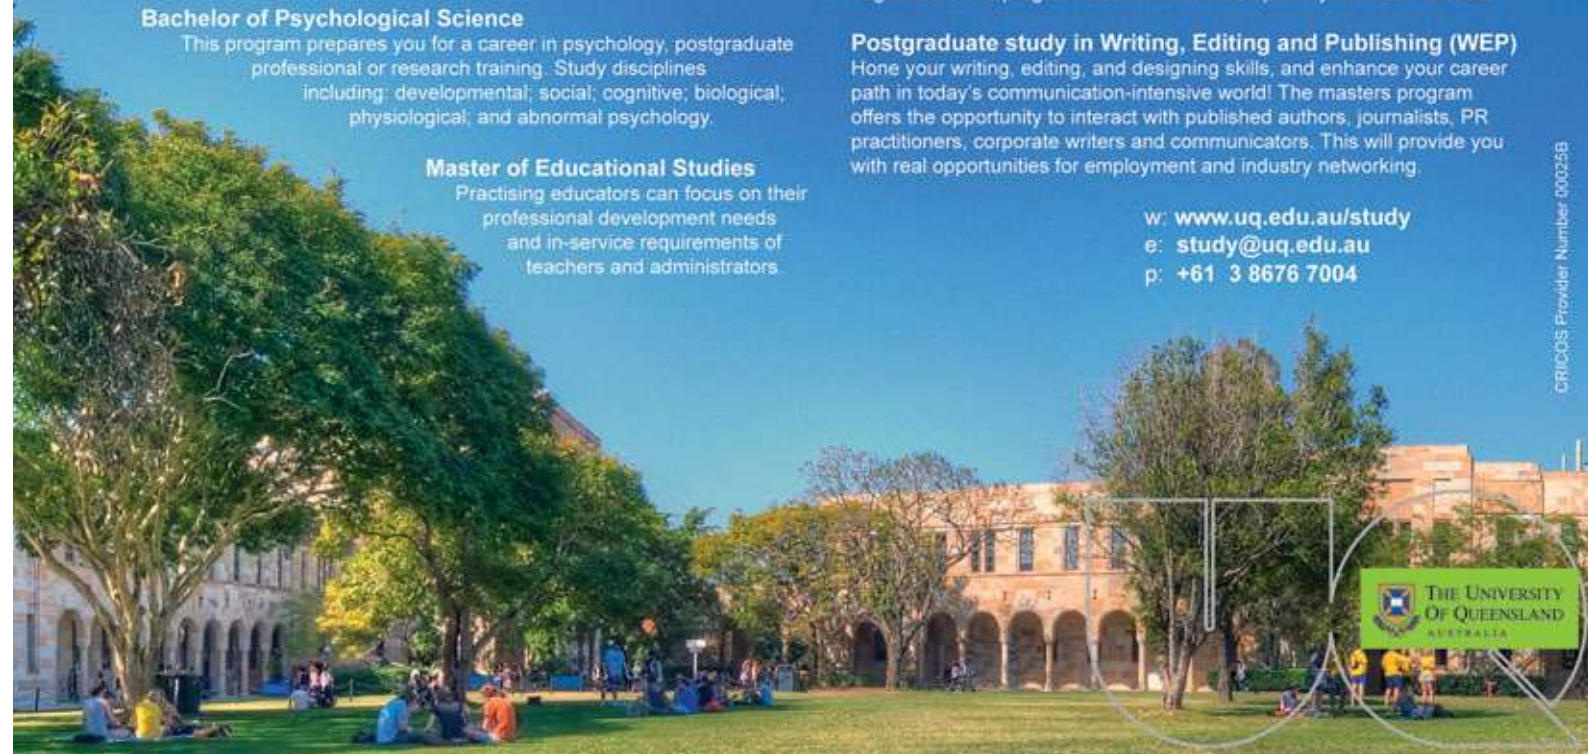 Bachelor of Psychological Science
This program prepares you for a career in psychology, postgraduate
professional or research training. Study disciplines
including: developmental; social; cognitive; biological;
physiological; and abnormal psychology.
Master of Educational Studies
Practising educators can focus on their
professional development needs
and in-service requirements of
teachers and administrators
Postgraduate study in Writing, Editing and Publishing (WEP)
Hone your writing, editing, and designing skills, and enhance your career
path in today's communication-intensive world! The masters program
offers the opportunity to interact with published authors, journalists, PR
practitioners, corporate writers and communicators. This will provide you
with real opportunities for employment and industry networking.
w: www.uq.edu.au/study
e: study@uq.edu.au
p: +61 3 8676 7004
CRICOS Provider Number 00025B
UQ
THE UNIVERSITY
OF QUEENSLAND
AUSTRALIA